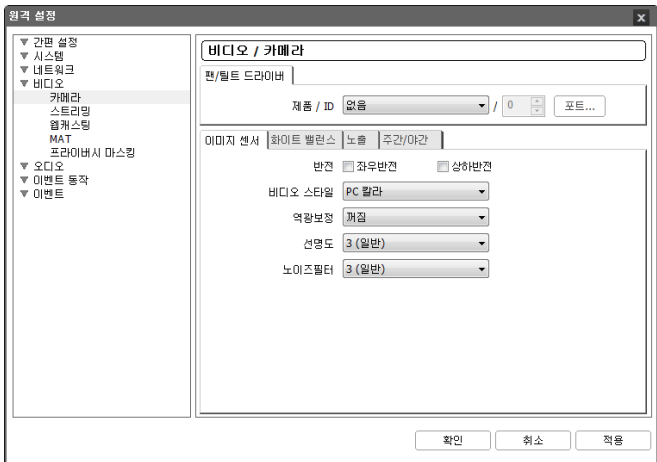 원격 설정
x
▼ 간편 설정
▼ 시스템
▼ 네트워크
▼ 비디오
카메라
스트리밍
웹캐스팅
MAT
프라이버시 마스킹
▼ 오디오
▼ 이벤트 동작
▼ 이벤트
비디오 / 카메라
팬/틸트 드라이버
제품 / ID 없음 / 0 포트...
이미지 센서 화이트 밸런스 노출 주간/야간
반전 좌우반전 상하반전
비디오 스타일 PC 칼라
역광보정 꺼짐
선명도 3 (일반)
노이즈필터 3 (일반)
확인 취소 적용